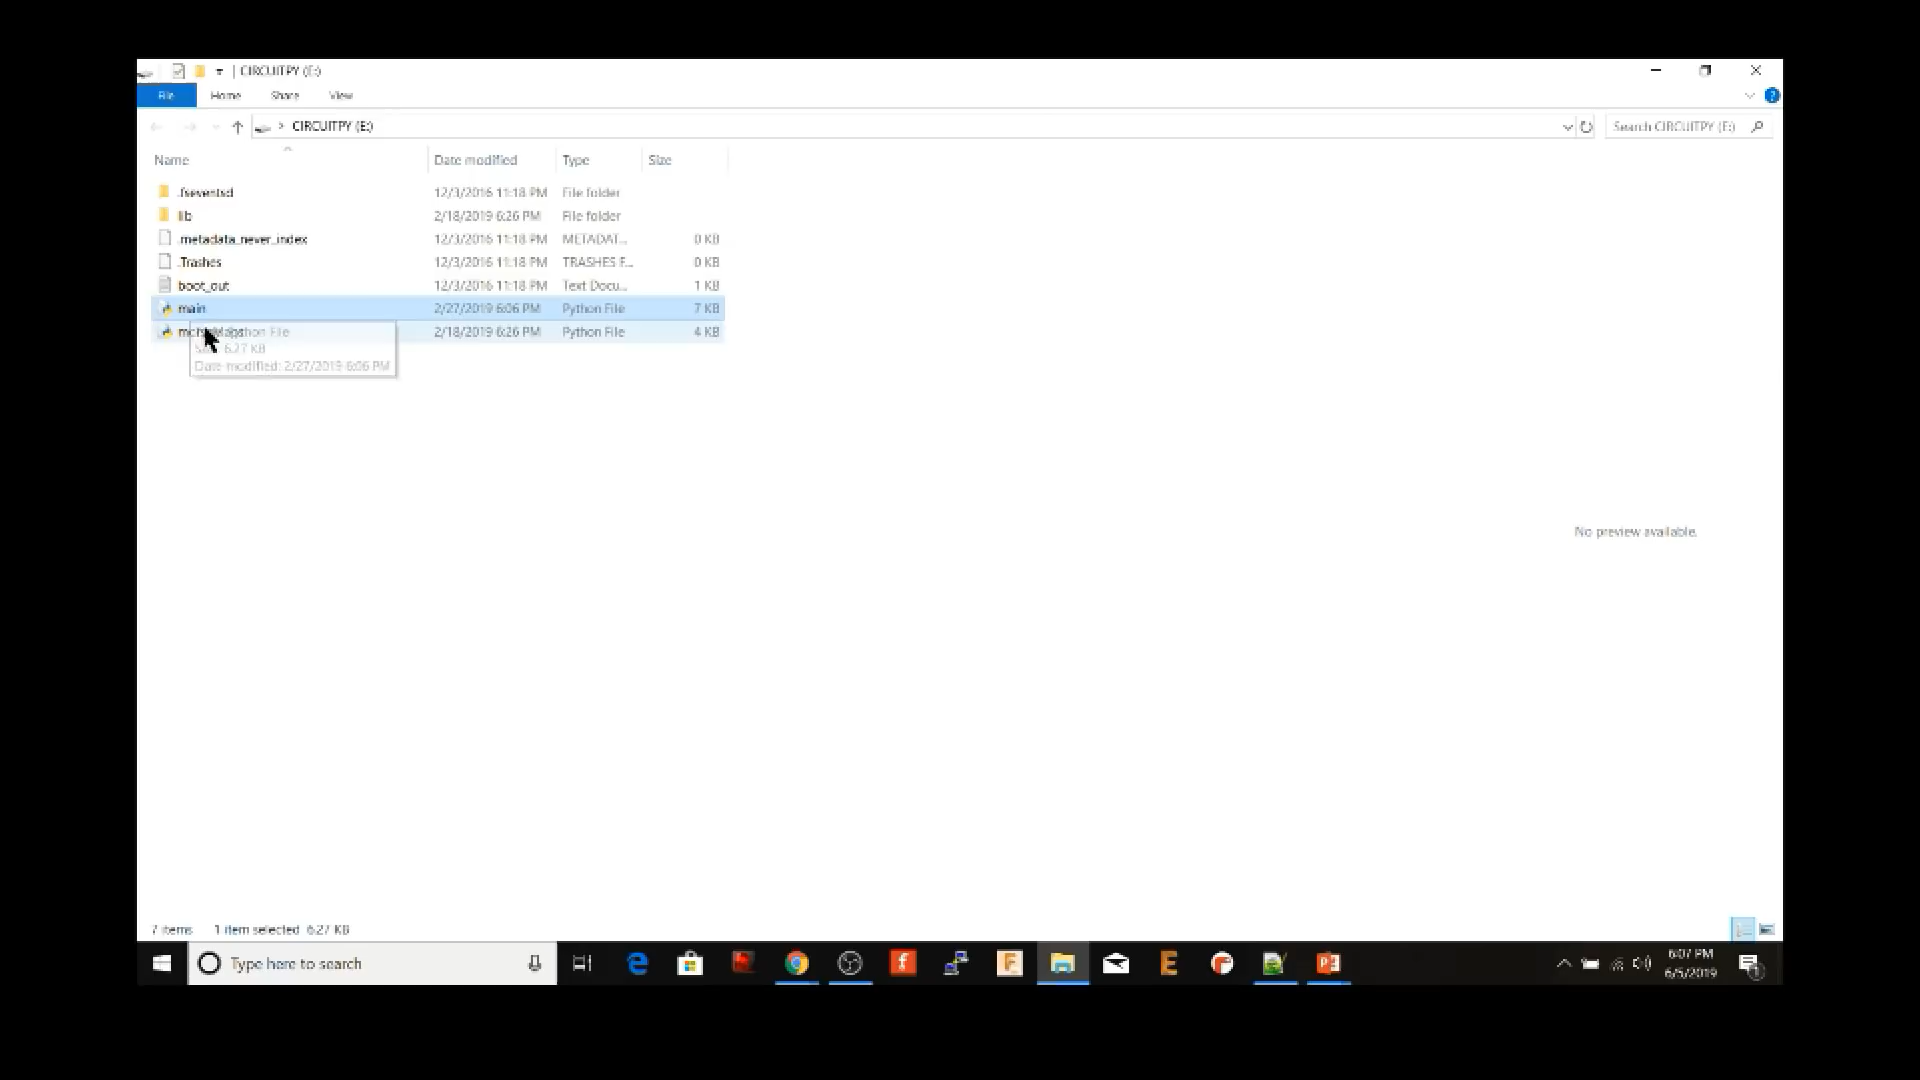 CIRCUITPY (E:)
File Home Share View
CIRCUITPY (E:) Search CIRCUITPY (E:)
Name Date modified Type Size
.fseventsd 12/3/2016 11:18 PM File folder
lib 2/18/2019 6:26 PM File folder
.metadata_never_index 12/3/2016 11:18 PM METADAT... 0 KB
.Trashes 12/3/2016 11:18 PM TRASHES F... 0 KB
boot_out 12/3/2016 11:18 PM Text Docu... 1 KB
main 2/27/2019 6:06 PM Python File 7 KB
2/18/2019 6:26 PM Python File 4 KB
6.27 KB
Date modified: 2/27/2019 6:06 PM
No preview available.
7 items 1 item selected 6.27 KB
Type here to search
6:07 PM
6/5/2019